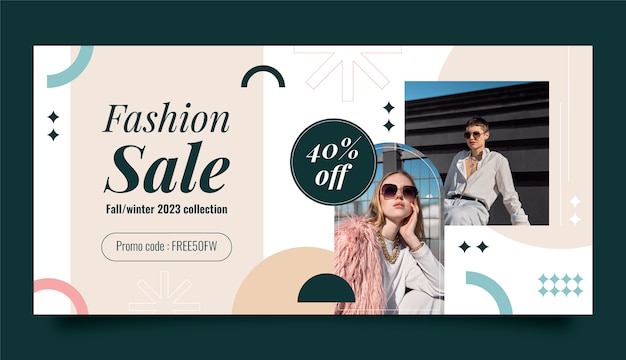 Fashion
Sale
Fall/winter 2023 collection
Promo code : FREE50FW
40%
off